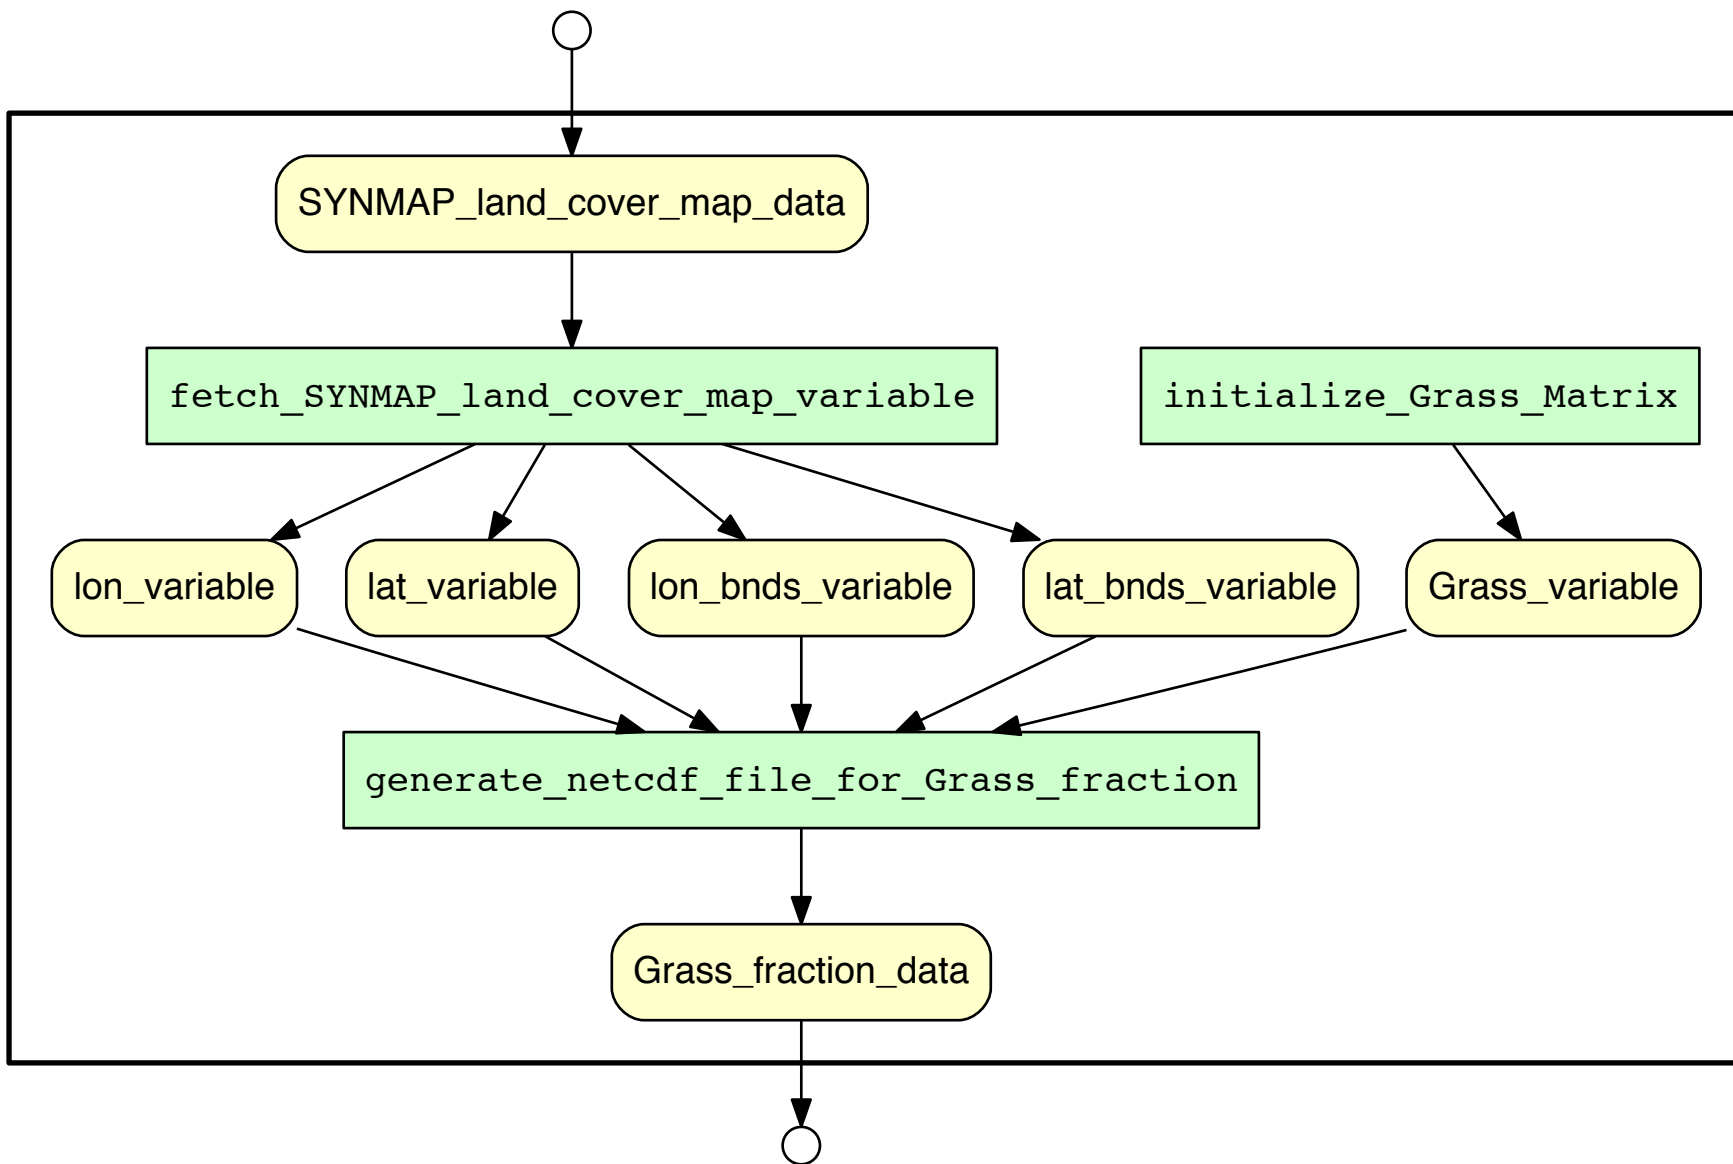 SYNMAP_land_cover_map_data
fetch_SYNMAP_land_cover_map_variable
initialize_Grass_Matrix
lon_variable
lat_variable
lon_bnds_variable
lat_bnds_variable
Grass_variable
generate_netcdf_file_for_Grass_fraction
Grass_fraction_data